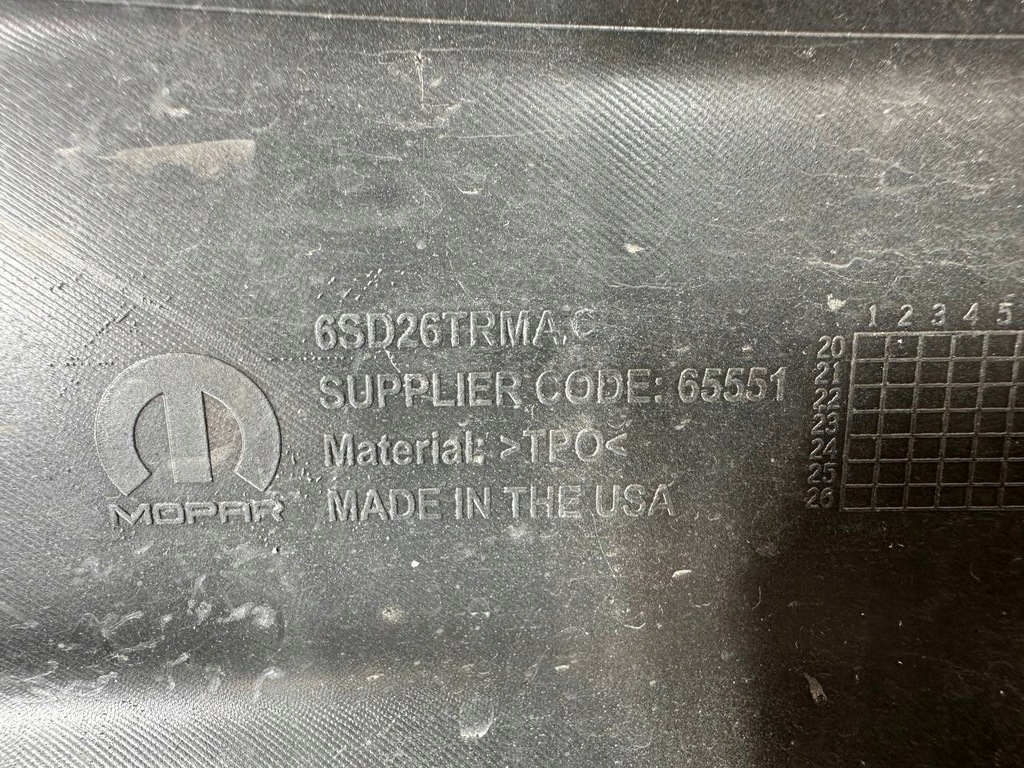 6SD26TRMA.C
SUPPLIER CODE: 65551
Material: >TPO<
MADE IN THE USA
MOPAR
1 2 3 4 5
20
21
22
23
24
25
26